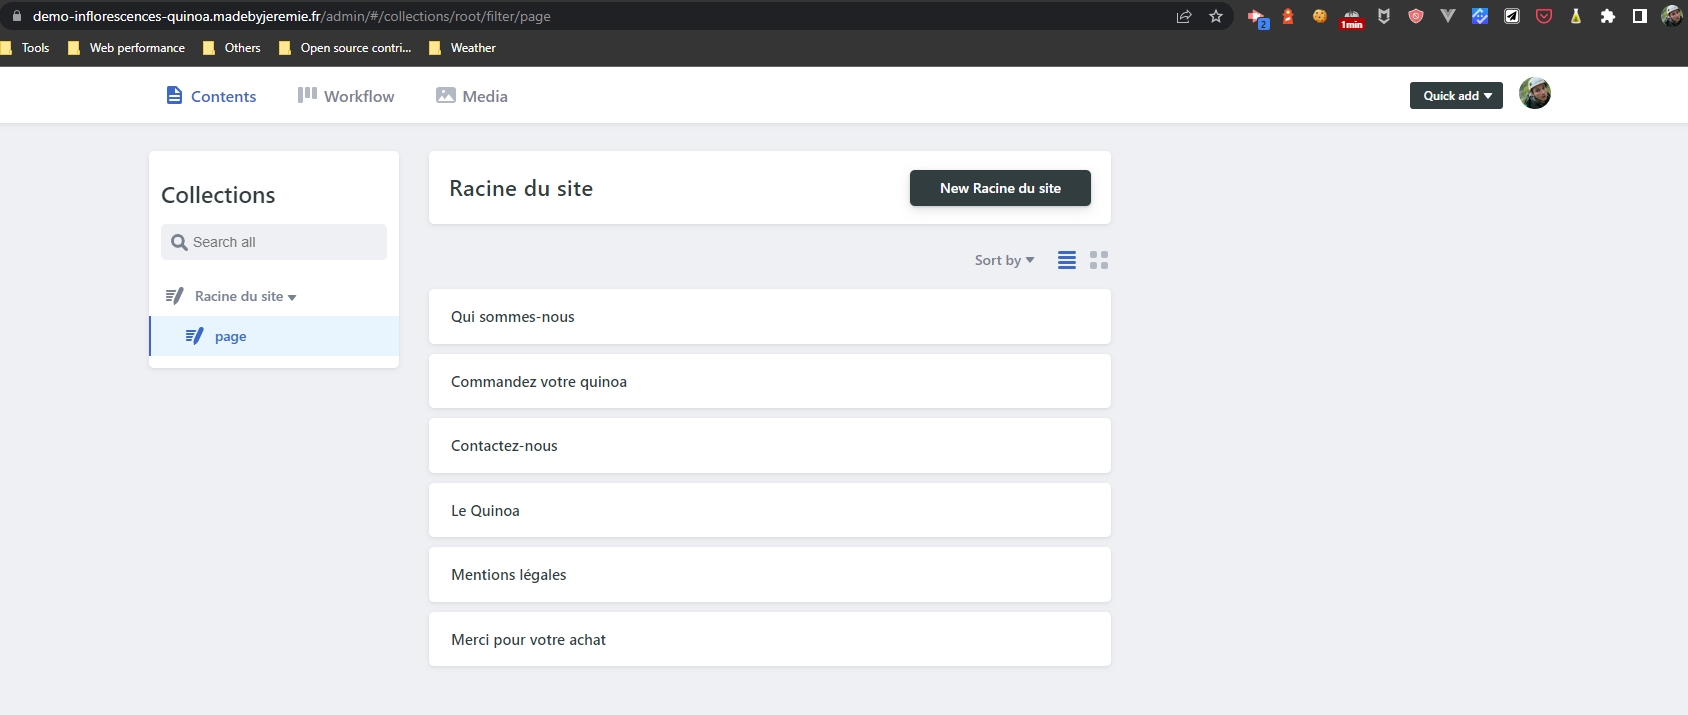 demo-inflorescences-quinoa.madebyjeremie.fr/admin/#/collections/root/filter/page
2
1min
Tools
Web performance
Others
Open source contri...
Weather
Contents
Workflow
Media
Quick add
Collections
Search all
Racine du site
page
Racine du site
New Racine du site
Sort by
Qui sommes-nous
Commandez votre quinoa
Contactez-nous
Le Quinoa
Mentions légales
Merci pour votre achat